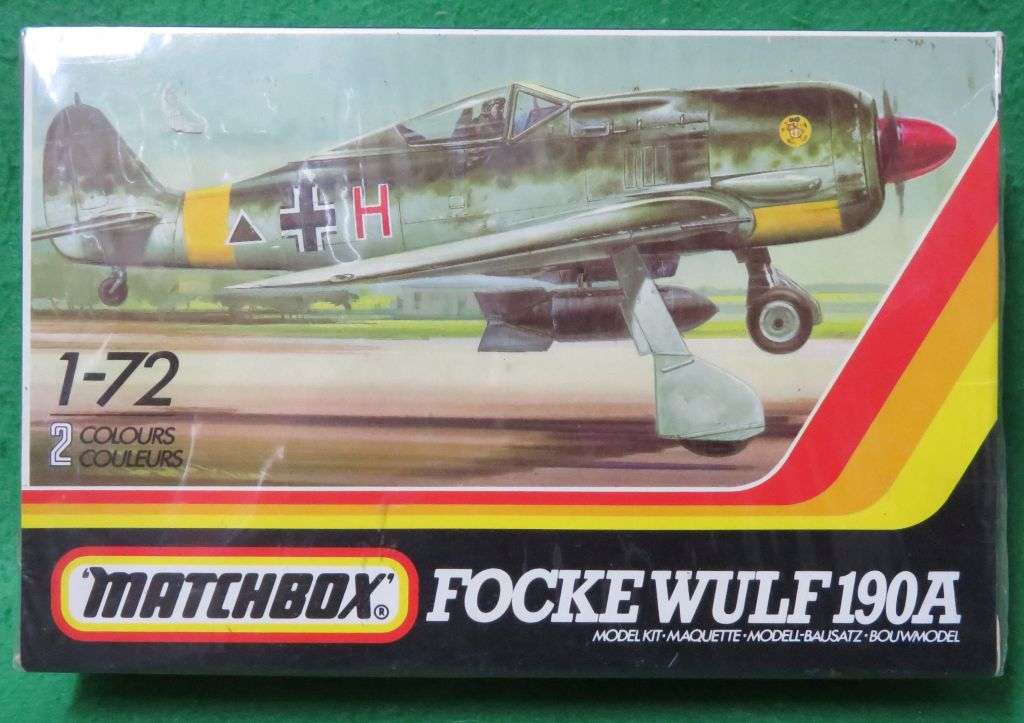 H
1-72
2 COLOURS
COULEURS
'MATCHBOX'®
FOCKE WULF 190A
MODEL KIT·MAQUETTE·MODELL-BAUSATZ·BOUWMODEL